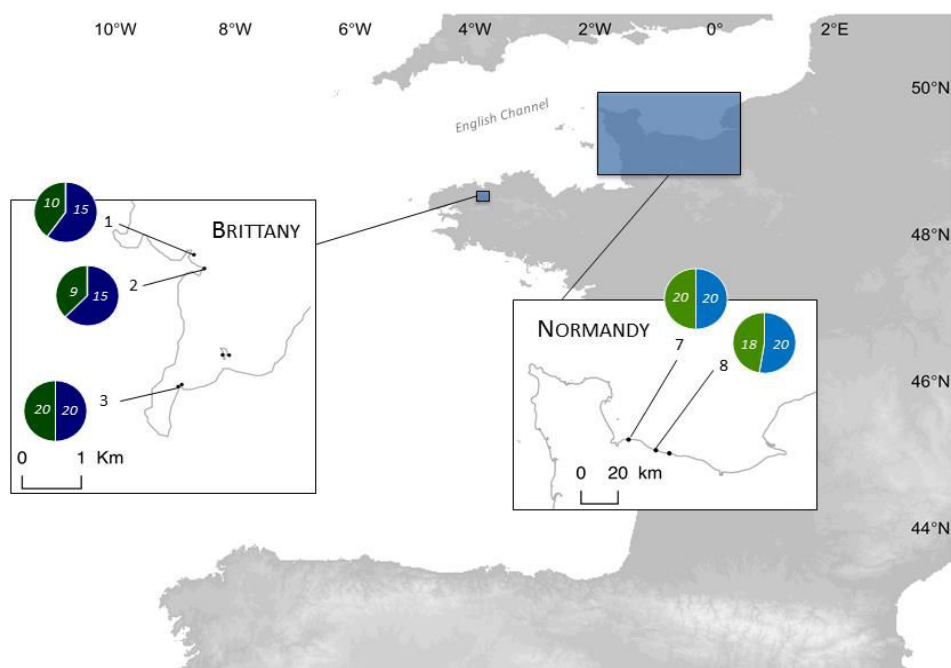 10°W 8°W 6°W 4°W 2°W 0° 2°E
50°N
English Channel
10 15
1
BRITTANY
48°N
2
9 15
20 20
NORMANDY
7
18 20
8
46°N
3
20 20
0 1 Km
0 20 km
44°N